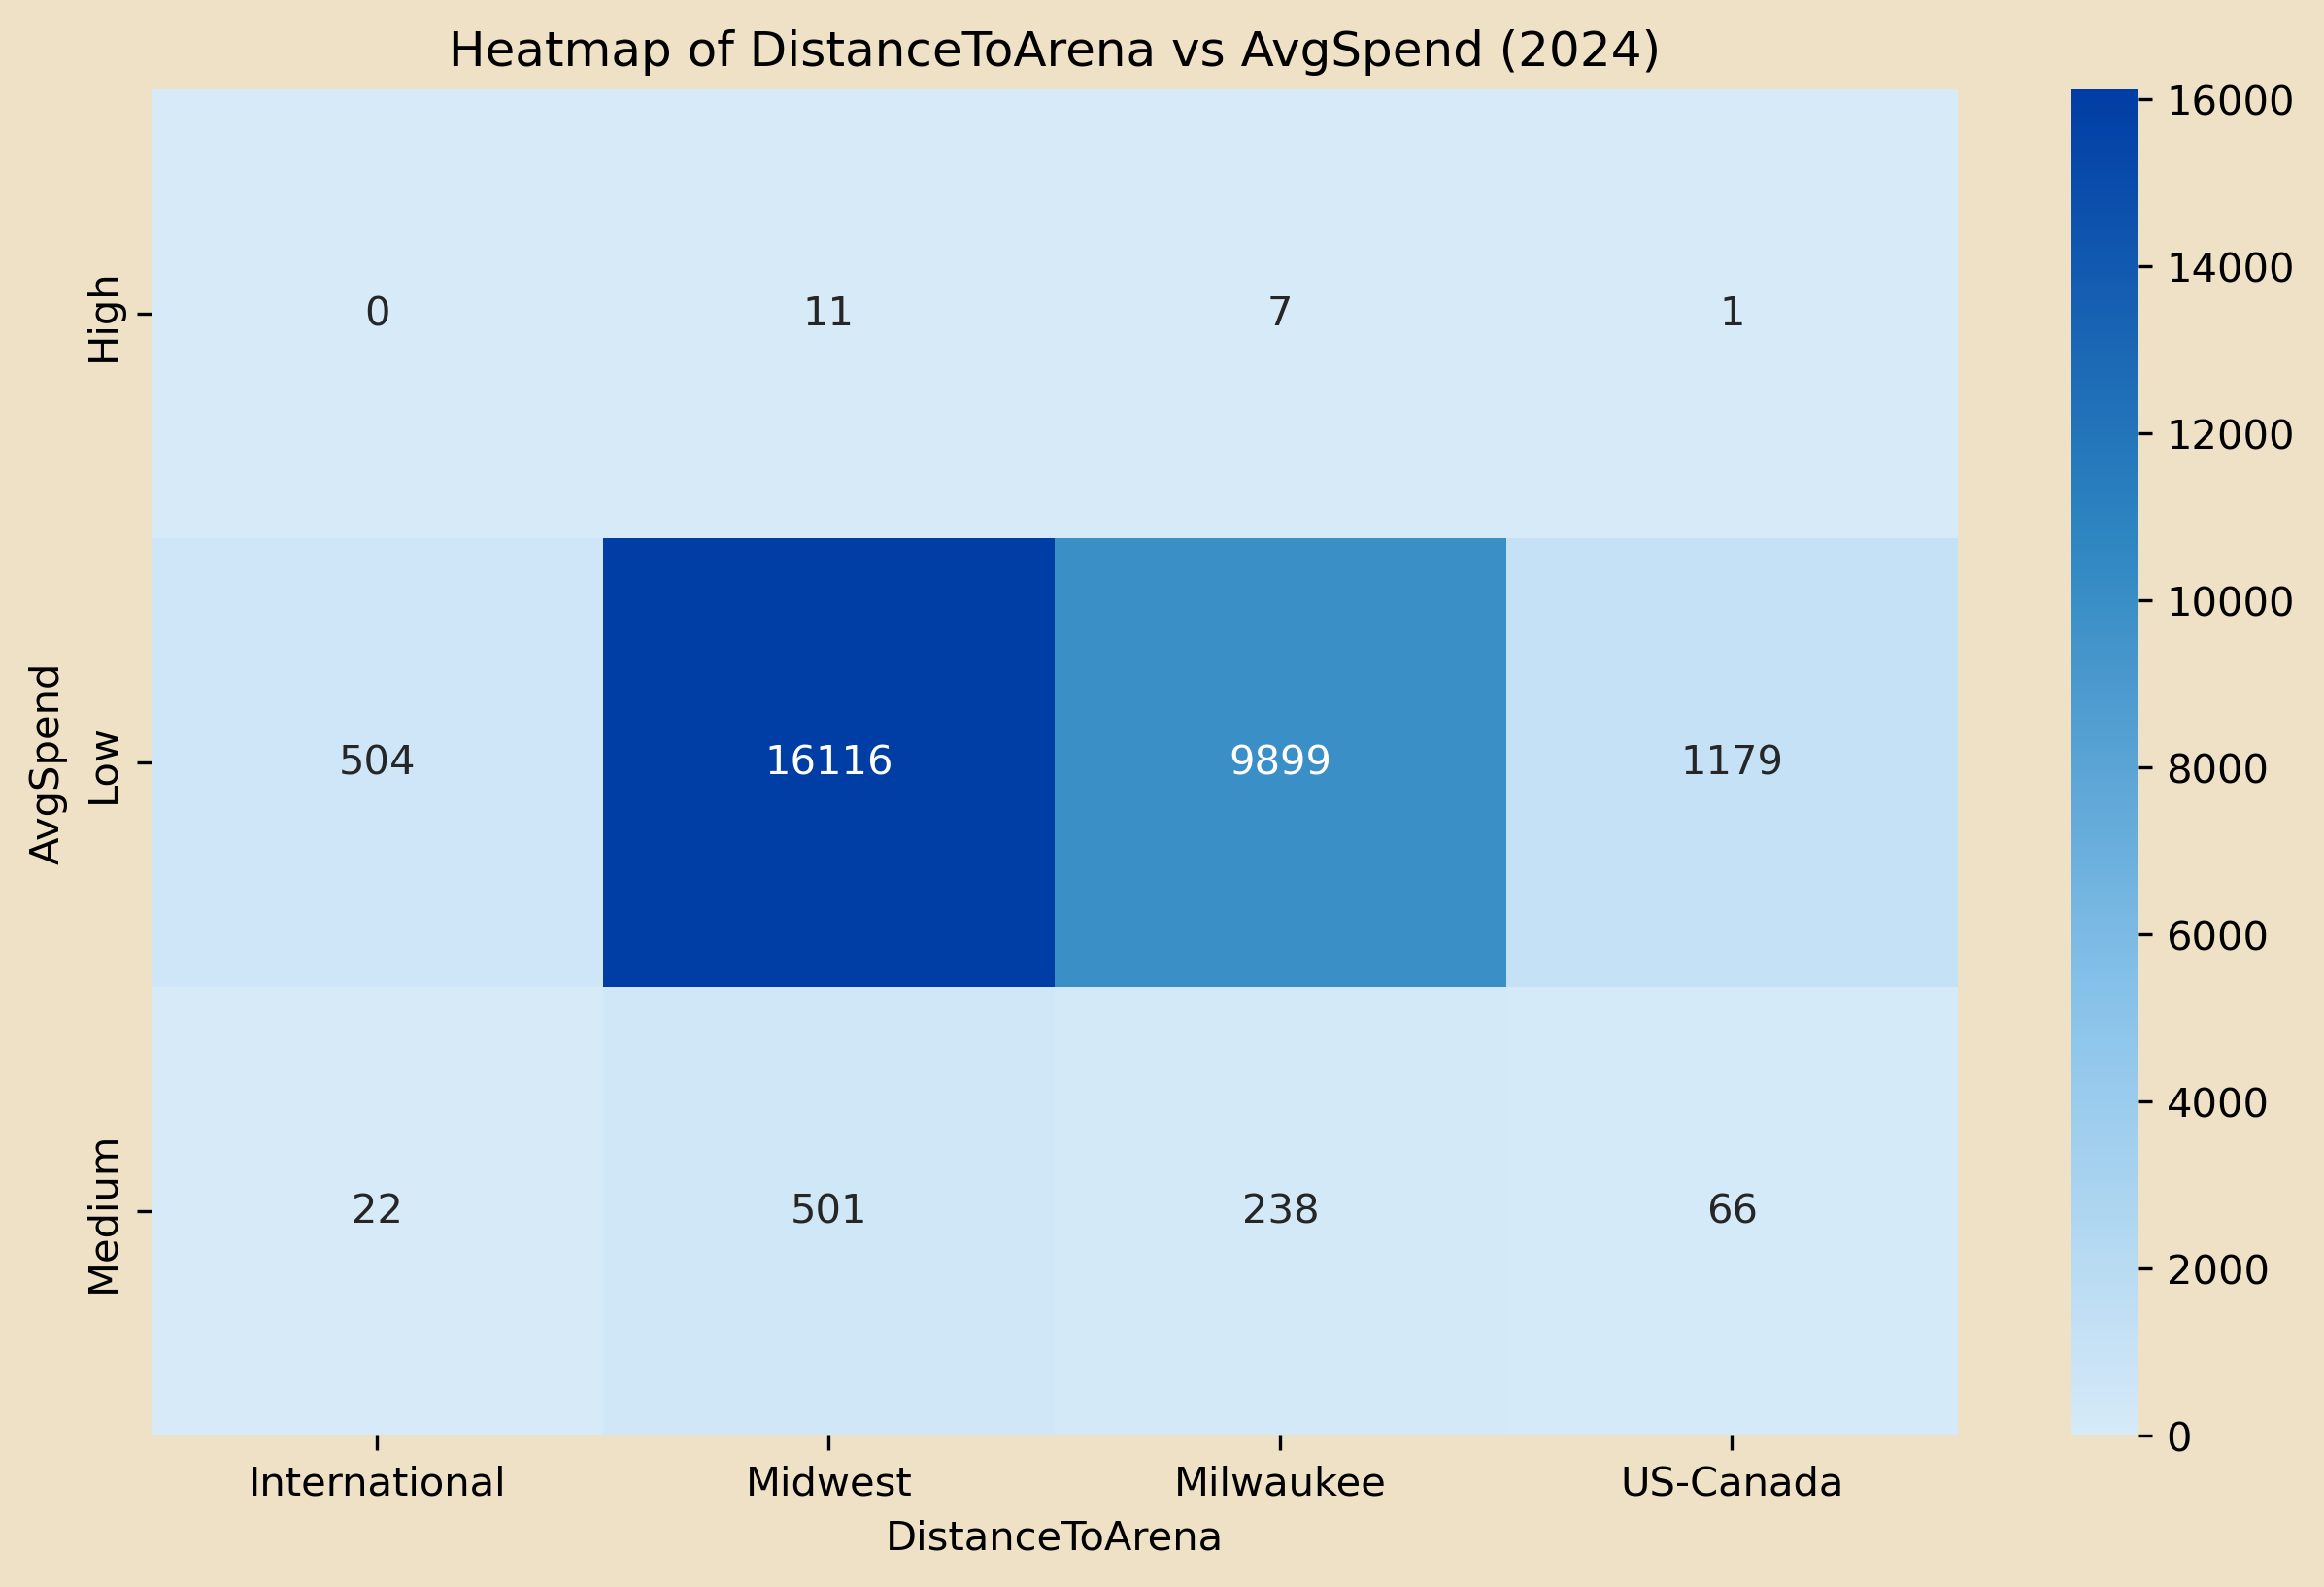 Heatmap of DistanceToArena vs AvgSpend (2024)
AvgSpend
High
0 11 7 1
Low
504 16116 9899 1179
Medium
22 501 238 66
International Midwest Milwaukee US-Canada
DistanceToArena
16000
14000
12000
10000
8000
6000
4000
2000
0